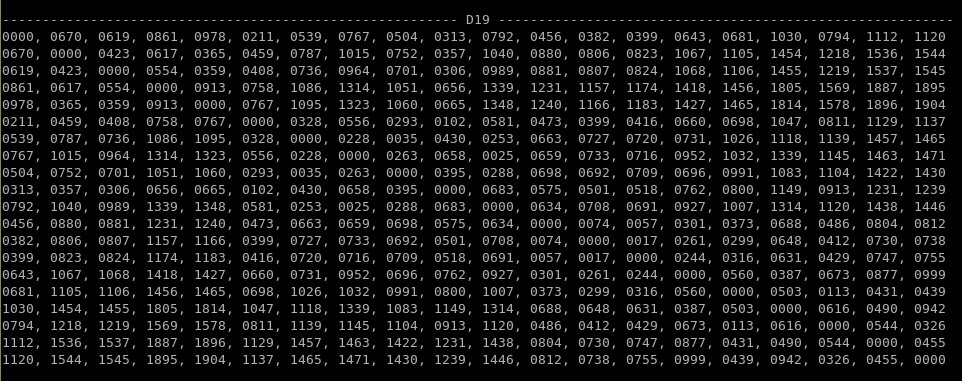 --------------------------------------------------------- D19 ---------------------------------------------------------
0000, 0670, 0619, 0861, 0978, 0211, 0539, 0767, 0504, 0313, 0792, 0456, 0382, 0399, 0643, 0681, 1030, 0794, 1112, 1120
0670, 0000, 0423, 0617, 0365, 0459, 0787, 1015, 0752, 0357, 1040, 0880, 0806, 0823, 1067, 1105, 1454, 1218, 1536, 1544
0619, 0423, 0000, 0554, 0359, 0408, 0736, 0964, 0701, 0306, 0989, 0881, 0807, 0824, 1068, 1106, 1455, 1219, 1537, 1545
0861, 0617, 0554, 0000, 0913, 0758, 1086, 1314, 1051, 0656, 1339, 1231, 1157, 1174, 1418, 1456, 1805, 1569, 1887, 1895
0978, 0365, 0359, 0913, 0000, 0767, 1095, 1323, 1060, 0665, 1348, 1240, 1166, 1183, 1427, 1465, 1814, 1578, 1896, 1904
0211, 0459, 0408, 0758, 0767, 0000, 0328, 0556, 0293, 0102, 0581, 0473, 0399, 0416, 0660, 0698, 1047, 0811, 1129, 1137
0539, 0787, 0736, 1086, 1095, 0328, 0000, 0228, 0035, 0430, 0253, 0663, 0727, 0720, 0731, 1026, 1118, 1139, 1457, 1465
0767, 1015, 0964, 1314, 1323, 0556, 0228, 0000, 0263, 0658, 0025, 0659, 0733, 0716, 0952, 1032, 1339, 1145, 1463, 1471
0504, 0752, 0701, 1051, 1060, 0293, 0035, 0263, 0000, 0395, 0288, 0698, 0692, 0709, 0696, 0991, 1083, 1104, 1422, 1430
0313, 0357, 0306, 0656, 0665, 0102, 0430, 0658, 0395, 0000, 0683, 0575, 0501, 0518, 0762, 0800, 1149, 0913, 1231, 1239
0792, 1040, 0989, 1339, 1348, 0581, 0253, 0025, 0288, 0683, 0000, 0634, 0708, 0691, 0927, 1007, 1314, 1120, 1438, 1446
0456, 0880, 0881, 1231, 1240, 0473, 0663, 0659, 0698, 0575, 0634, 0000, 0074, 0057, 0301, 0373, 0688, 0486, 0804, 0812
0382, 0806, 0807, 1157, 1166, 0399, 0727, 0733, 0692, 0501, 0708, 0074, 0000, 0017, 0261, 0299, 0648, 0412, 0730, 0738
0399, 0823, 0824, 1174, 1183, 0416, 0720, 0716, 0709, 0518, 0691, 0057, 0017, 0000, 0244, 0316, 0631, 0429, 0747, 0755
0643, 1067, 1068, 1418, 1427, 0660, 0731, 0952, 0696, 0762, 0927, 0301, 0261, 0244, 0000, 0560, 0387, 0673, 0877, 0999
0681, 1105, 1106, 1456, 1465, 0698, 1026, 1032, 0991, 0800, 1007, 0373, 0299, 0316, 0560, 0000, 0503, 0113, 0431, 0439
1030, 1454, 1455, 1805, 1814, 1047, 1118, 1339, 1083, 1149, 1314, 0688, 0648, 0631, 0387, 0503, 0000, 0616, 0490, 0942
0794, 1218, 1219, 1569, 1578, 0811, 1139, 1145, 1104, 0913, 1120, 0486, 0412, 0429, 0673, 0113, 0616, 0000, 0544, 0326
1112, 1536, 1537, 1887, 1896, 1129, 1457, 1463, 1422, 1231, 1438, 0804, 0730, 0747, 0877, 0431, 0490, 0544, 0000, 0455
1120, 1544, 1545, 1895, 1904, 1137, 1465, 1471, 1430, 1239, 1446, 0812, 0738, 0755, 0999, 0439, 0942, 0326, 0455, 0000